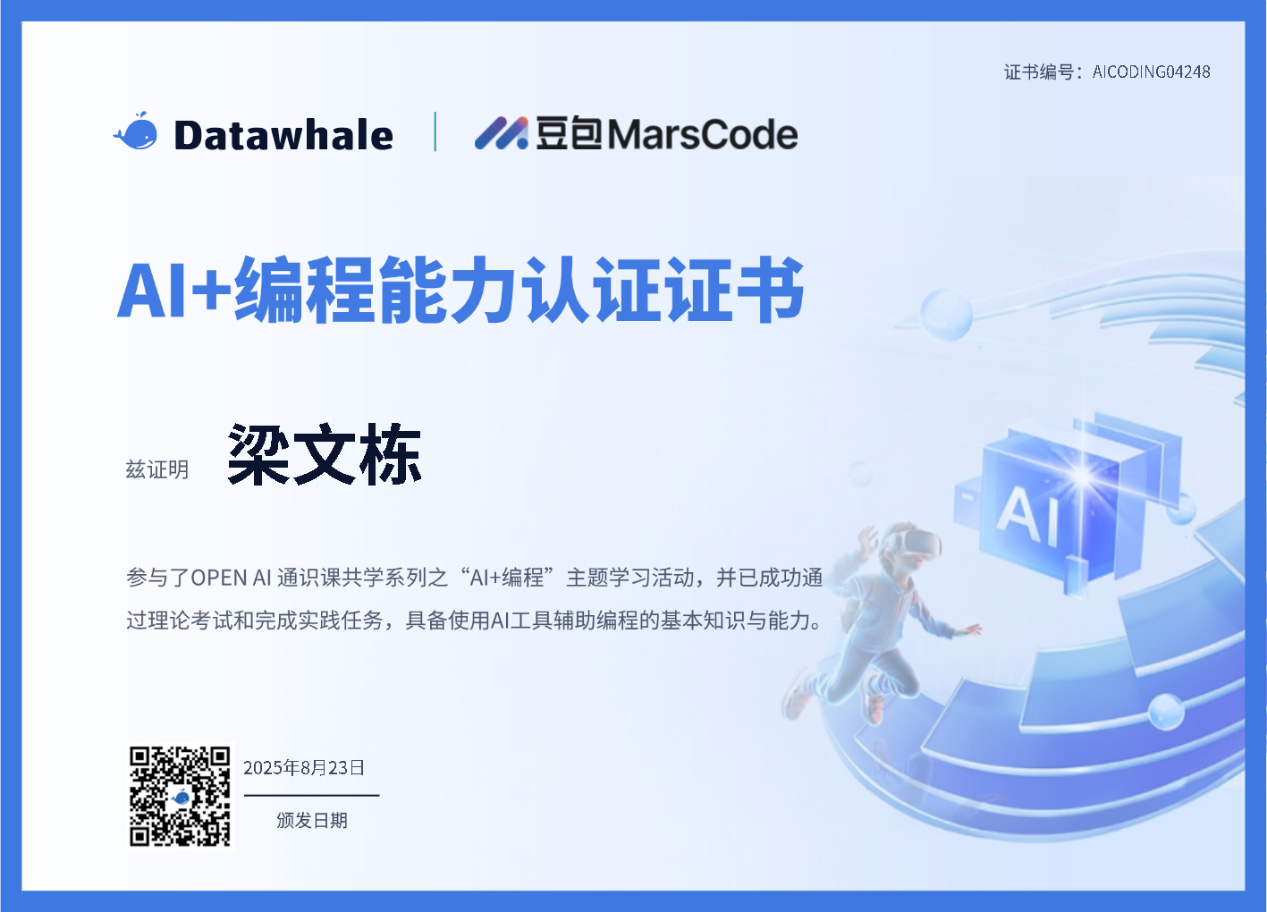 证书编号：AICODING04248
Datawhale
豆包MarsCode
AI+编程能力认证证书
兹证明 梁文栋
参与了OPEN AI 通识课共学系列之“AI+编程”主题学习活动，并已成功通
过理论考试和完成实践任务，具备使用AI工具辅助编程的基本知识与能力。
AI
2025年8月23日
颁发日期